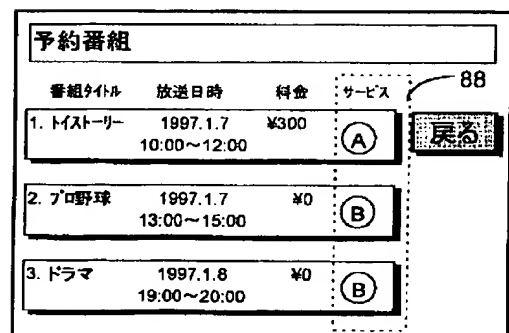 予約番組
番組タイトル 放送日時 料金 サービス 88
1. トイストーリー 1997.1.7 ¥300 A 戻る
10:00~12:00
2. プロ野球 1997.1.7 ¥0 B
13:00~15:00
3. ドラマ 1997.1.8 ¥0 B
19:00~20:00